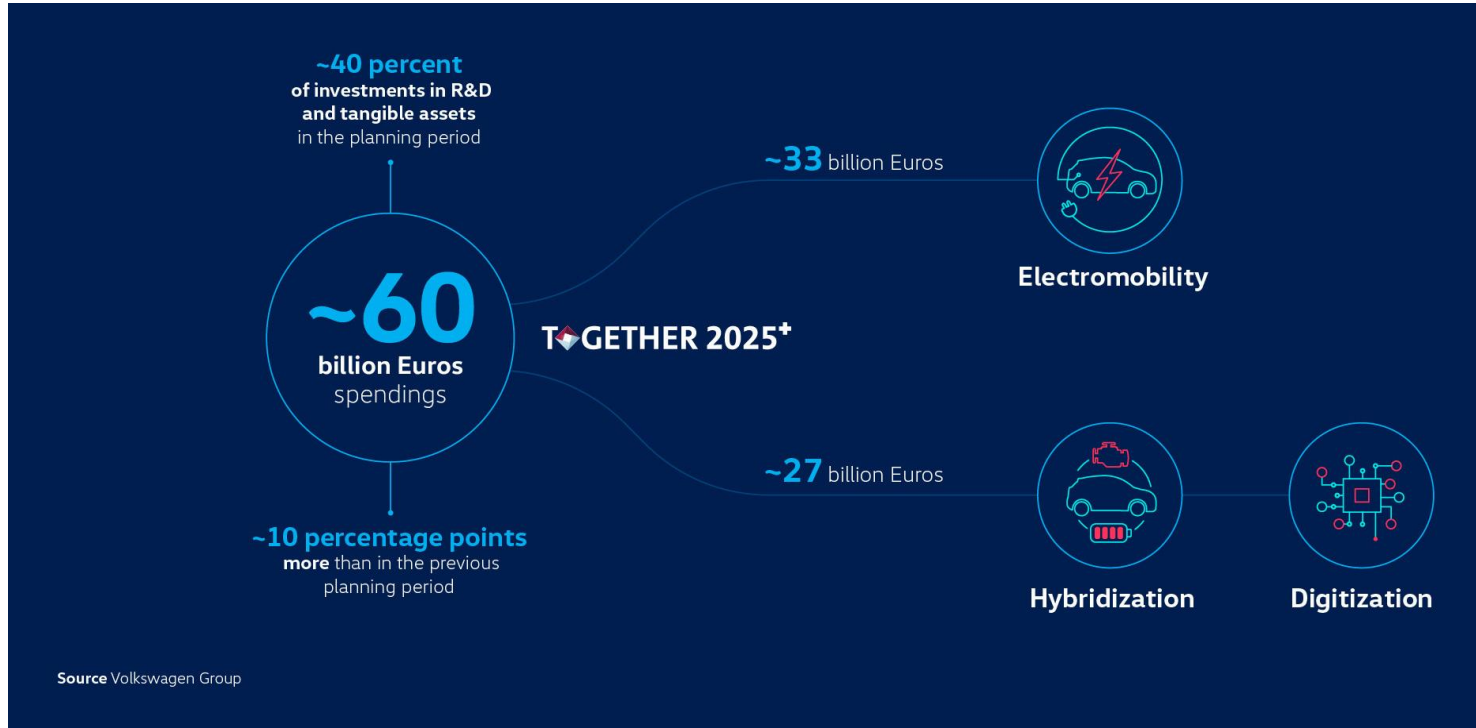 ~40 percent
of investments in R&D
and tangible assets
in the planning period
~60
billion Euros
spendings
~10 percentage points
more than in the previous
planning period
TOGETHER 2025+
~33 billion Euros
Electromobility
~27 billion Euros
Hybridization
Digitization
Source Volkswagen Group